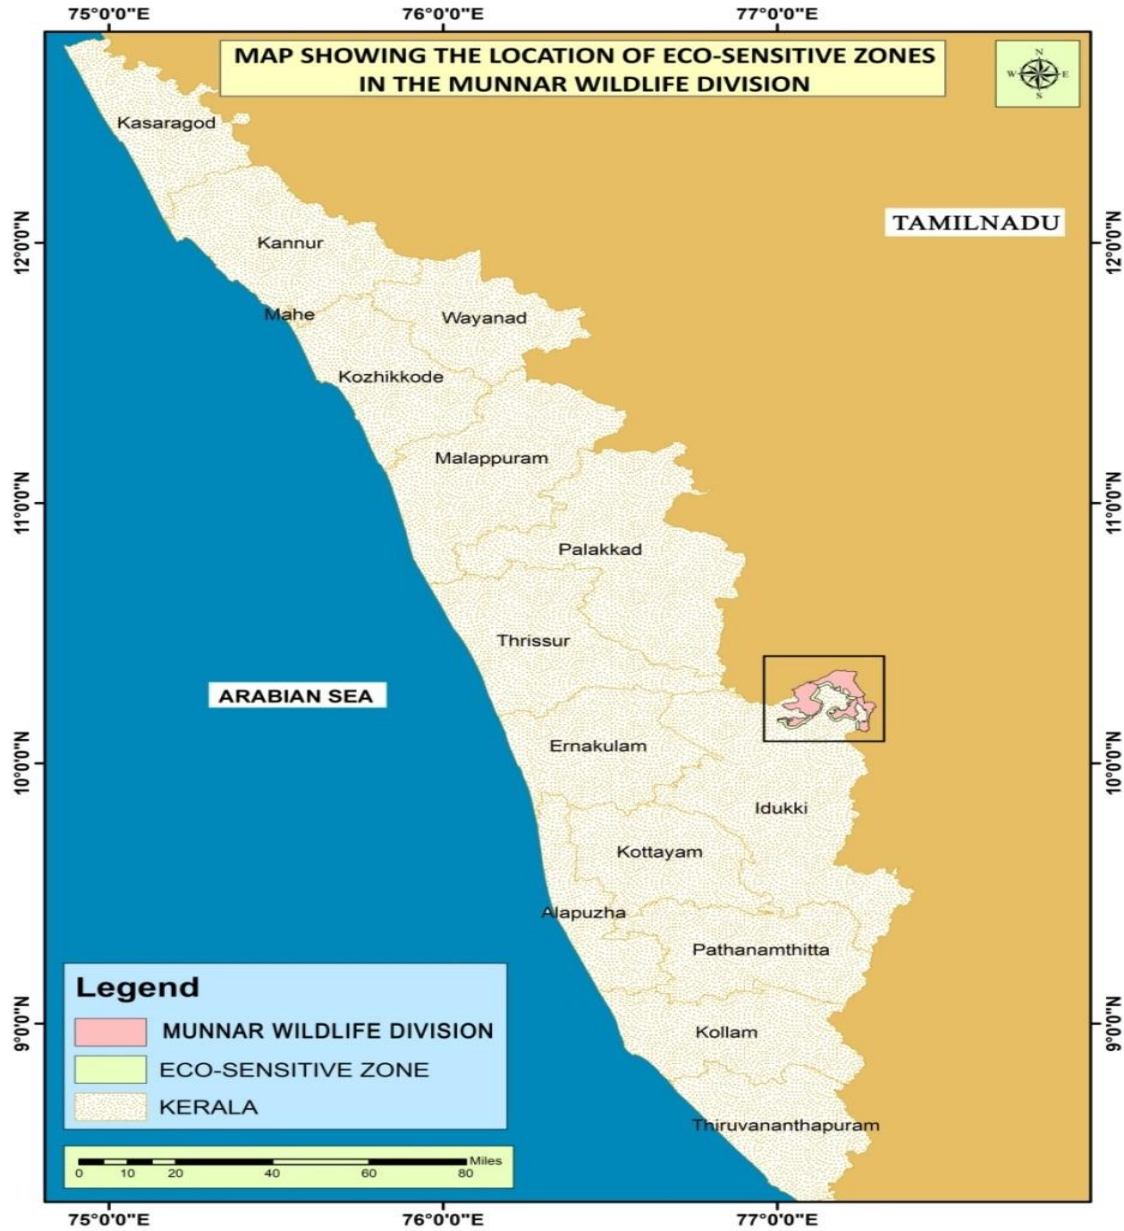 75°0'0"E 76°0'0"E 77°0'0"E
MAP SHOWING THE LOCATION OF ECO-SENSITIVE ZONES
IN THE MUNNAR WILDLIFE DIVISION
N
W E
S
Kasaragod
TAMILNADU
12°0'0"N 12°0'0"N
Kannur
Mahe
Wayanad
Kozhikkode
Malappuram
11°0'0"N 11°0'0"N
Palakkad
Thrissur
ARABIAN SEA
Ernakulam
10°0'0"N 10°0'0"N
Idukki
Kottayam
Alapuzha
Pathanamthitta
Legend
MUNNAR WILDLIFE DIVISION
ECO-SENSITIVE ZONE
KERALA
9°0'0"N 9°0'0"N
Kollam
Thiruvananthapuram
Miles
0 10 20 40 60 80
75°0'0"E 76°0'0"E 77°0'0"E